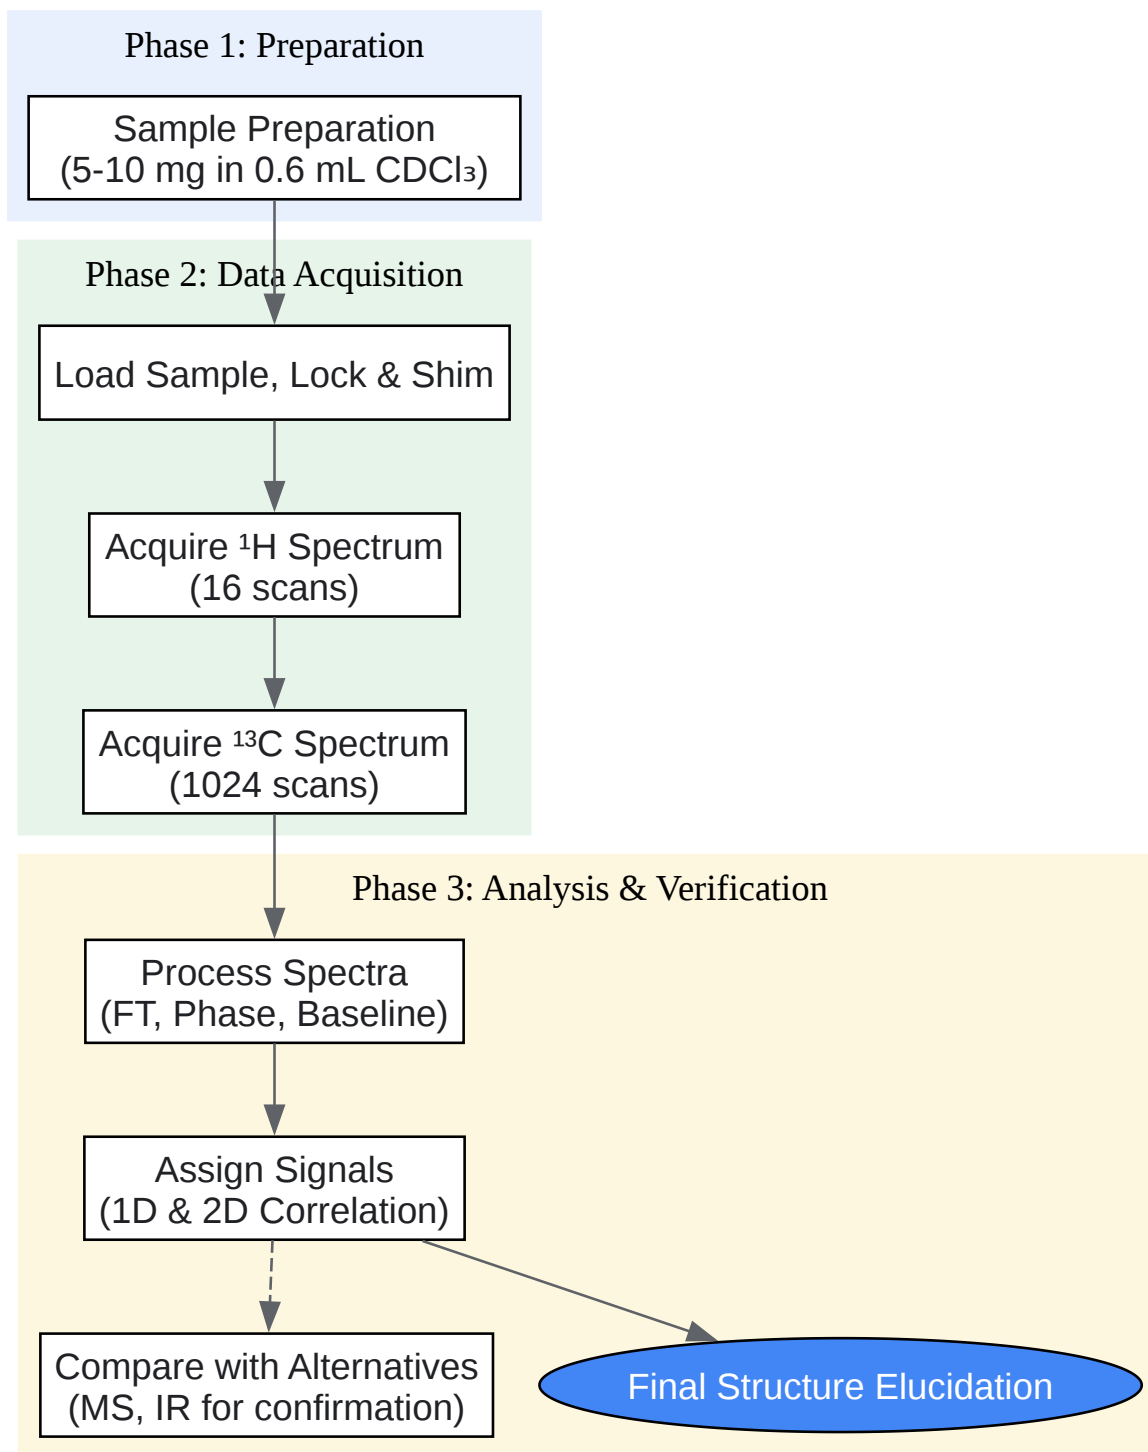 Phase 1: Preparation
Sample Preparation
(5-10 mg in 0.6 mL CDCl₃)
Phase 2: Data Acquisition
Load Sample, Lock & Shim
Acquire ¹H Spectrum
(16 scans)
Acquire ¹³C Spectrum
(1024 scans)
Phase 3: Analysis & Verification
Process Spectra
(FT, Phase, Baseline)
Assign Signals
(1D & 2D Correlation)
Compare with Alternatives
(MS, IR for confirmation)
Final Structure Elucidation